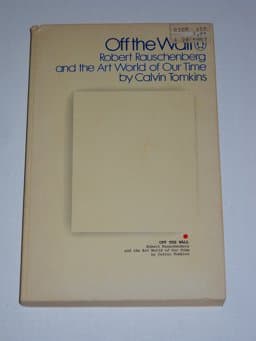 Off the Wall
Robert Rauschenberg
and the Art World of Our Time
by Calvin Tomkins
OFF THE WALL
Robert Rauschenberg
and the Art World of Our Time
by Calvin Tomkins